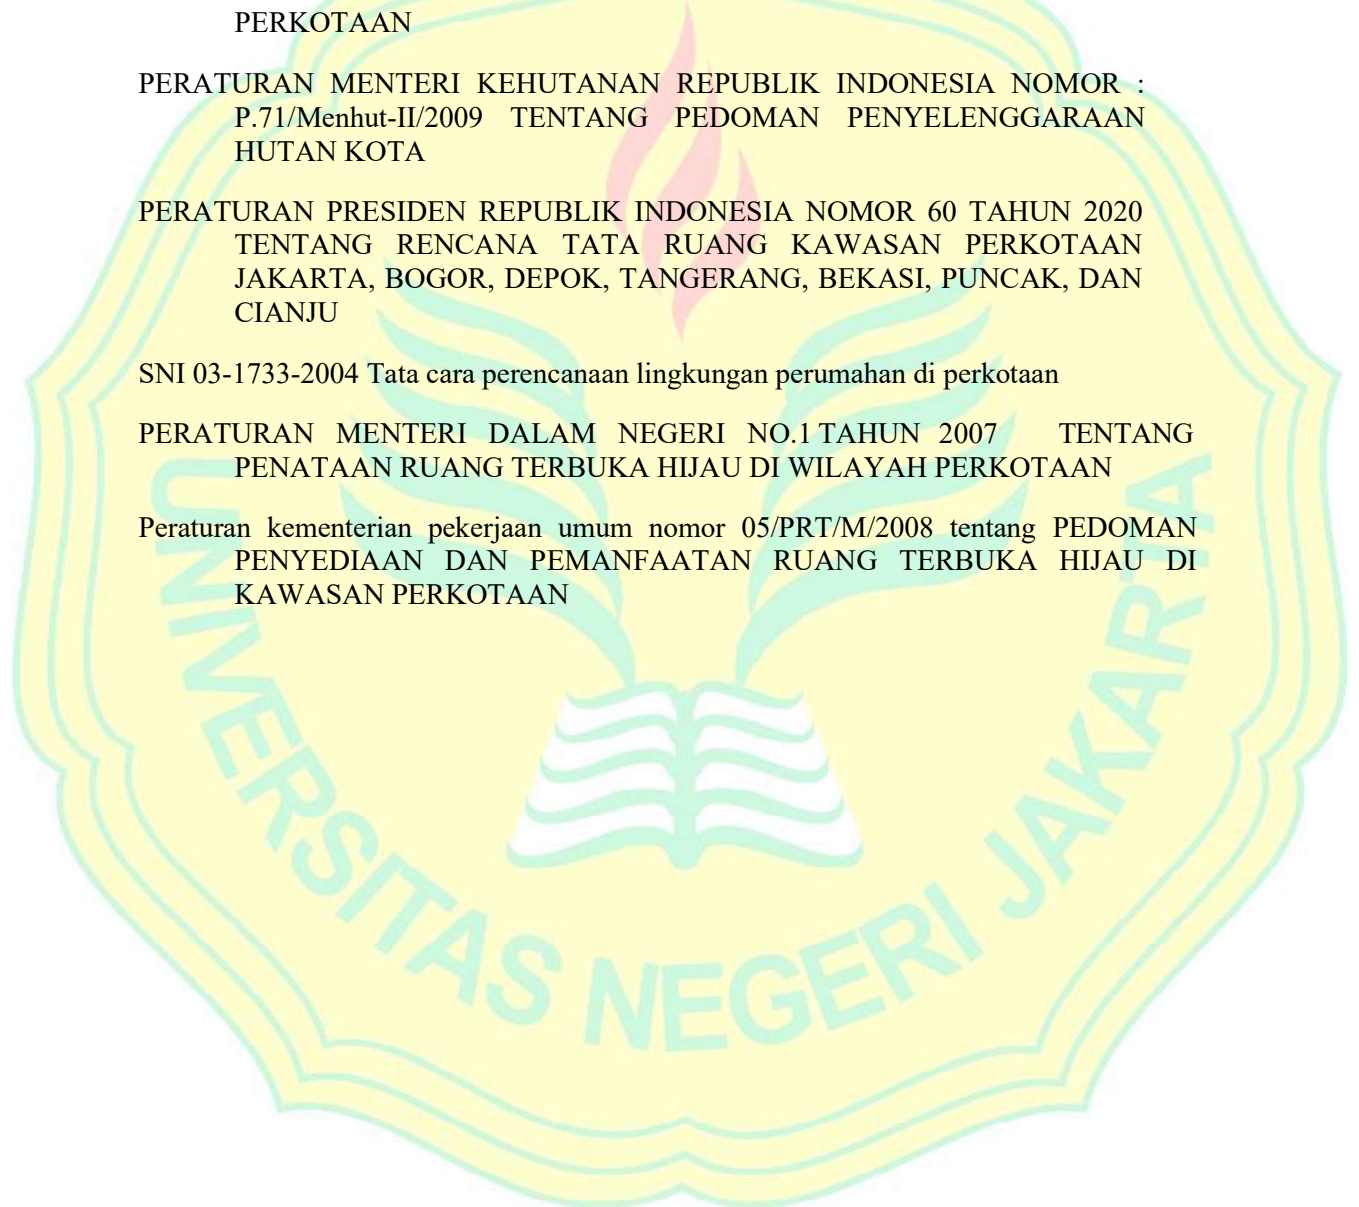 PERKOTAAN
PERATURAN MENTERI KEHUTANAN REPUBLIK INDONESIA NOMOR :
P.71/Menhut-II/2009 TENTANG PEDOMAN PENYELENGGARAAN
HUTAN KOTA
PERATURAN PRESIDEN REPUBLIK INDONESIA NOMOR 60 TAHUN 2020
TENTANG RENCANA TATA RUANG KAWASAN PERKOTAAN
JAKARTA, BOGOR, DEPOK, TANGERANG, BEKASI, PUNCAK, DAN
CIANJU
SNI 03-1733-2004 Tata cara perencanaan lingkungan perumahan di perkotaan
PERATURAN MENTERI DALAM NEGERI NO.1 TAHUN 2007 TENTANG
PENATAAN RUANG TERBUKA HIJAU DI WILAYAH PERKOTAAN
Peraturan kementerian pekerjaan umum nomor 05/PRT/M/2008 tentang PEDOMAN
PENYEDIAAN DAN PEMANFAATAN RUANG TERBUKA HIJAU DI
KAWASAN PERKOTAAN
UNIVERSITAS NEGERI JAKARTA